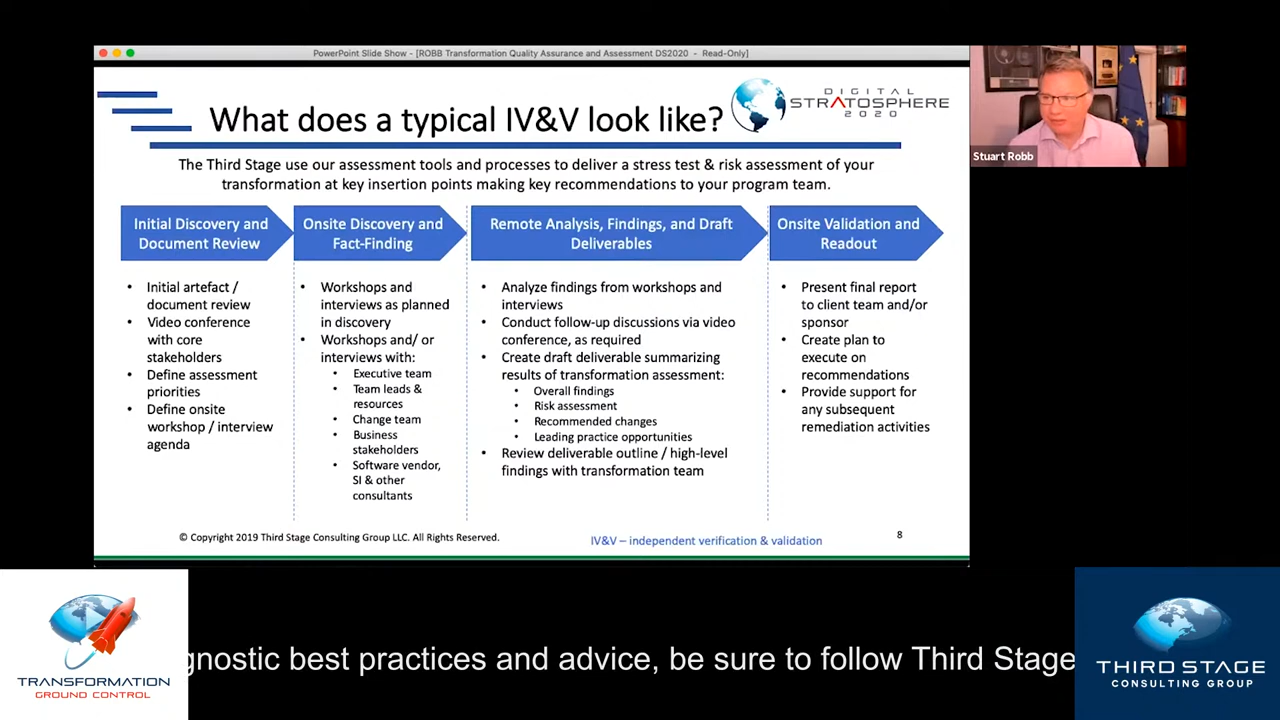 PowerPoint Slide Show - [ROBB Transformation Quality Assurance and Assessment DS2020 - Read-Only]
What does a typical IV&V look like?
DIGITAL
STRATOSPHERE
2020
The Third Stage use our assessment tools and processes to deliver a stress test & risk assessment of your
transformation at key insertion points making key recommendations to your program team.
Initial Discovery and
Document Review
• Initial artefact /
document review
• Video conference
with core
stakeholders
• Define assessment
priorities
• Define onsite
workshop / interview
agenda
Onsite Discovery and
Fact-Finding
• Workshops and
interviews as planned
in discovery
• Workshops and/ or
interviews with:
• Executive team
• Team leads &
resources
• Change team
• Business
stakeholders
• Software vendor,
SI & other
consultants
Remote Analysis, Findings, and Draft
Deliverables
• Analyze findings from workshops and
interviews
• Conduct follow-up discussions via video
conference, as required
• Create draft deliverable summarizing
results of transformation assessment:
• Overall findings
• Risk assessment
• Recommended changes
• Leading practice opportunities
• Review deliverable outline / high-level
findings with transformation team
Onsite Validation and
Readout
• Present final report
to client team and/or
sponsor
• Create plan to
execute on
recommendations
• Provide support for
any subsequent
remediation activities
© Copyright 2019 Third Stage Consulting Group LLC. All Rights Reserved.
IV&V – independent verification & validation
8
Stuart Robb
TRANSFORMATION
GROUND CONTROL
gnostic best practices and advice, be sure to follow Third Stage
THIRD STAGE
CONSULTING GROUP